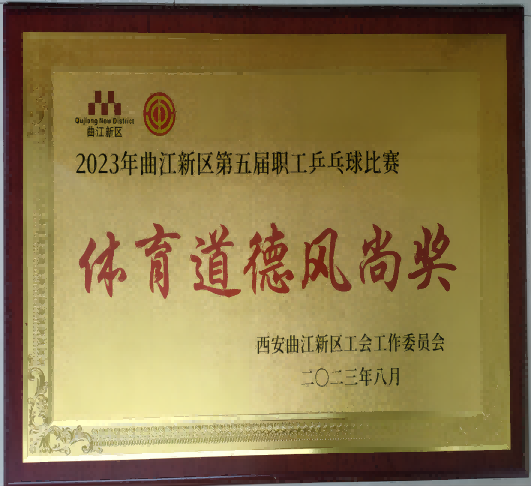 Qujiang New District
曲江新区
2023年曲江新区第五届职工乒乓球比赛
体育道德风尚奖
西安曲江新区工会工作委员会
二〇二三年八月